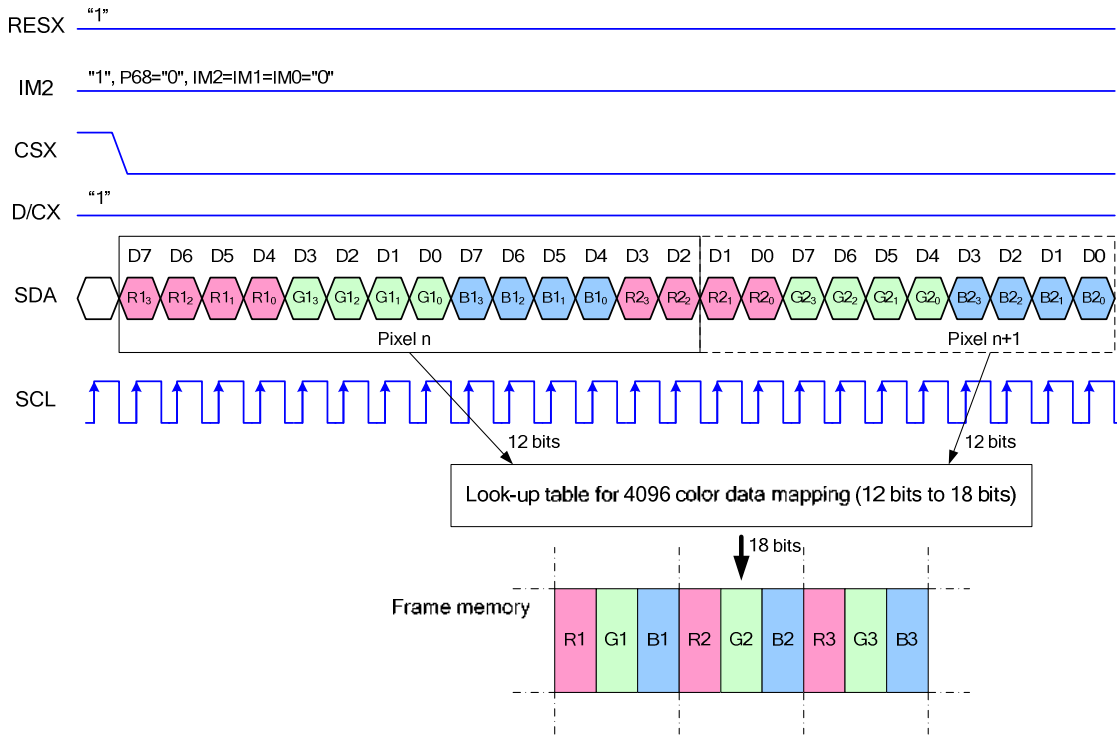 RESX "1"
IM2 "1", P68="0", IM2=IM1=IM0="0"
CSX
D/CX "1"
D7 D6 D5 D4 D3 D2 D1 D0 D7 D6 D5 D4 D3 D2 D1 D0 D7 D6 D5 D4 D3 D2 D1 D0
SDA R1₃ R1₂ R1₁ R1₀ G1₃ G1₂ G1₁ G1₀ B1₃ B1₂ B1₁ B1₀ R2₃ R2₂ R2₁ R2₀ G2₃ G2₂ G2₁ G2₀ B2₃ B2₂ B2₁ B2₀
Pixel n Pixel n+1
SCL
12 bits 12 bits
Look-up table for 4096 color data mapping (12 bits to 18 bits)
18 bits
Frame memory
R1 G1 B1 R2 G2 B2 R3 G3 B3